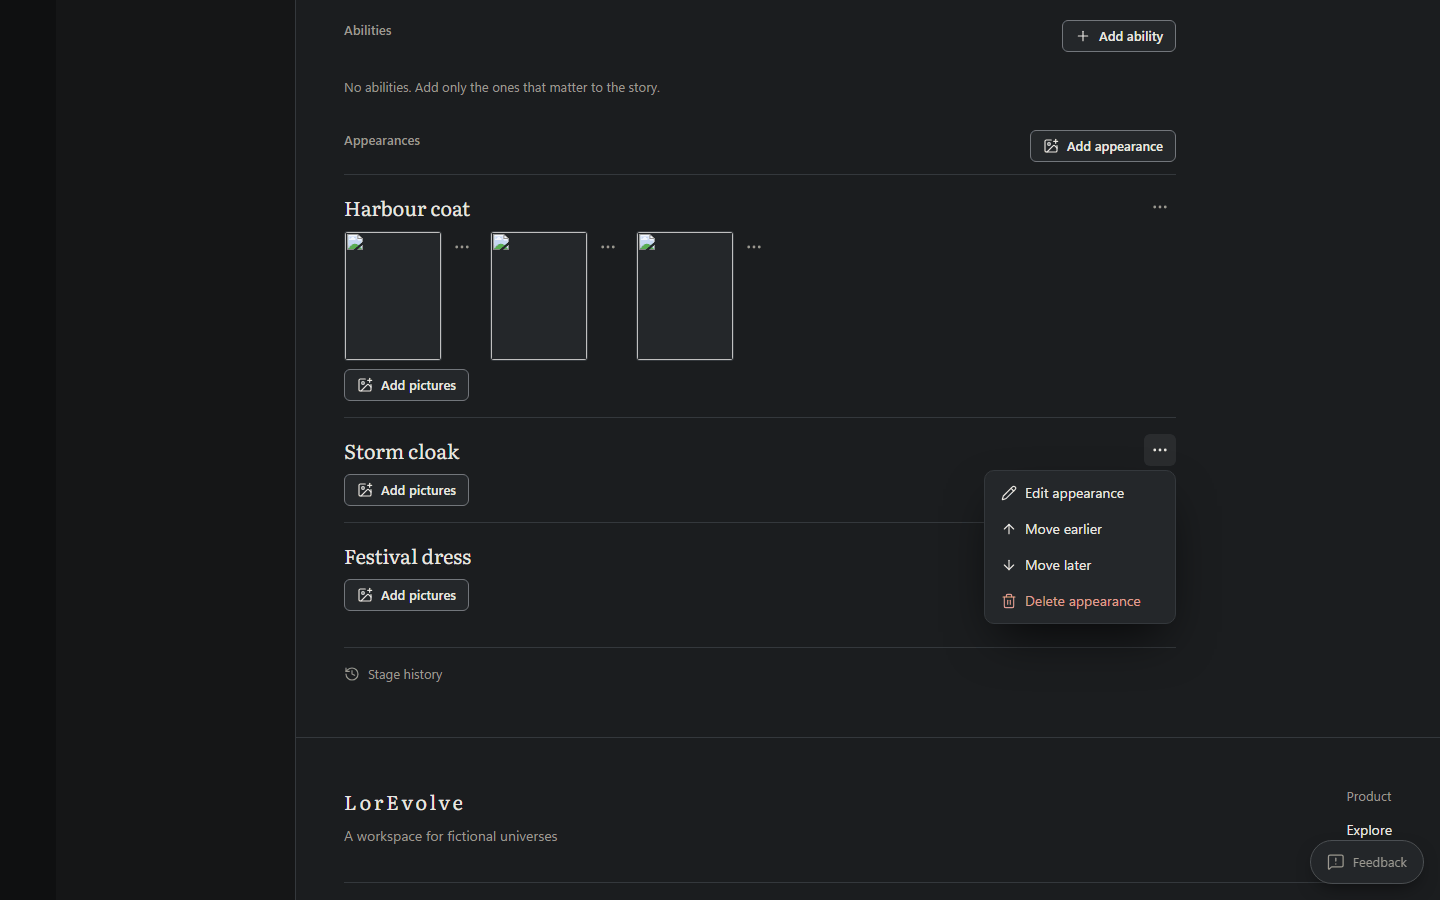 Abilities
Add ability
No abilities. Add only the ones that matter to the story.
Appearances
Add appearance
Harbour coat
Add pictures
Storm cloak
Add pictures
Edit appearance
Move earlier
Move later
Delete appearance
Festival dress
Add pictures
Stage history
LorEvolve
A workspace for fictional universes
Product
Explore
Feedback